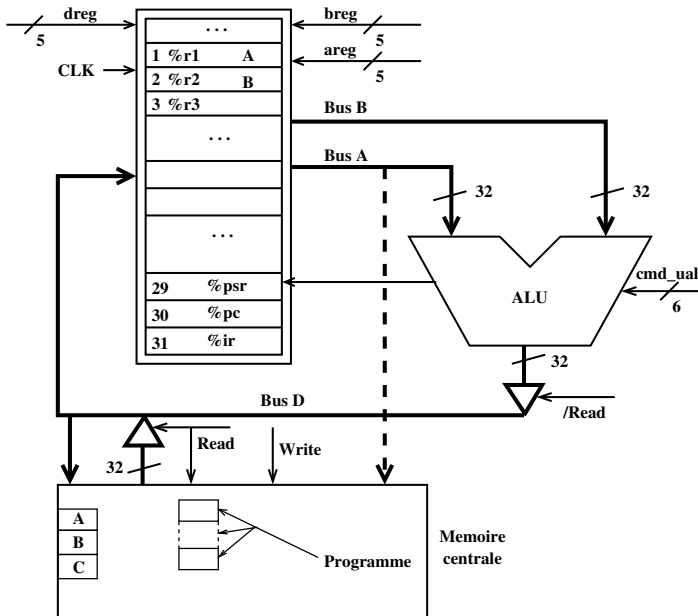 dreg
5
CLK
. . .
1 %r1 A
2 %r2 B
3 %r3
. . .
. . .
29 %psr
30 %pc
31 %ir
breg
5
areg
5
Bus B
Bus A
32
32
ALU
cmd_ual
6
32
/Read
Bus D
Read
Write
32
A
B
C
Programme
Memoire
centrale